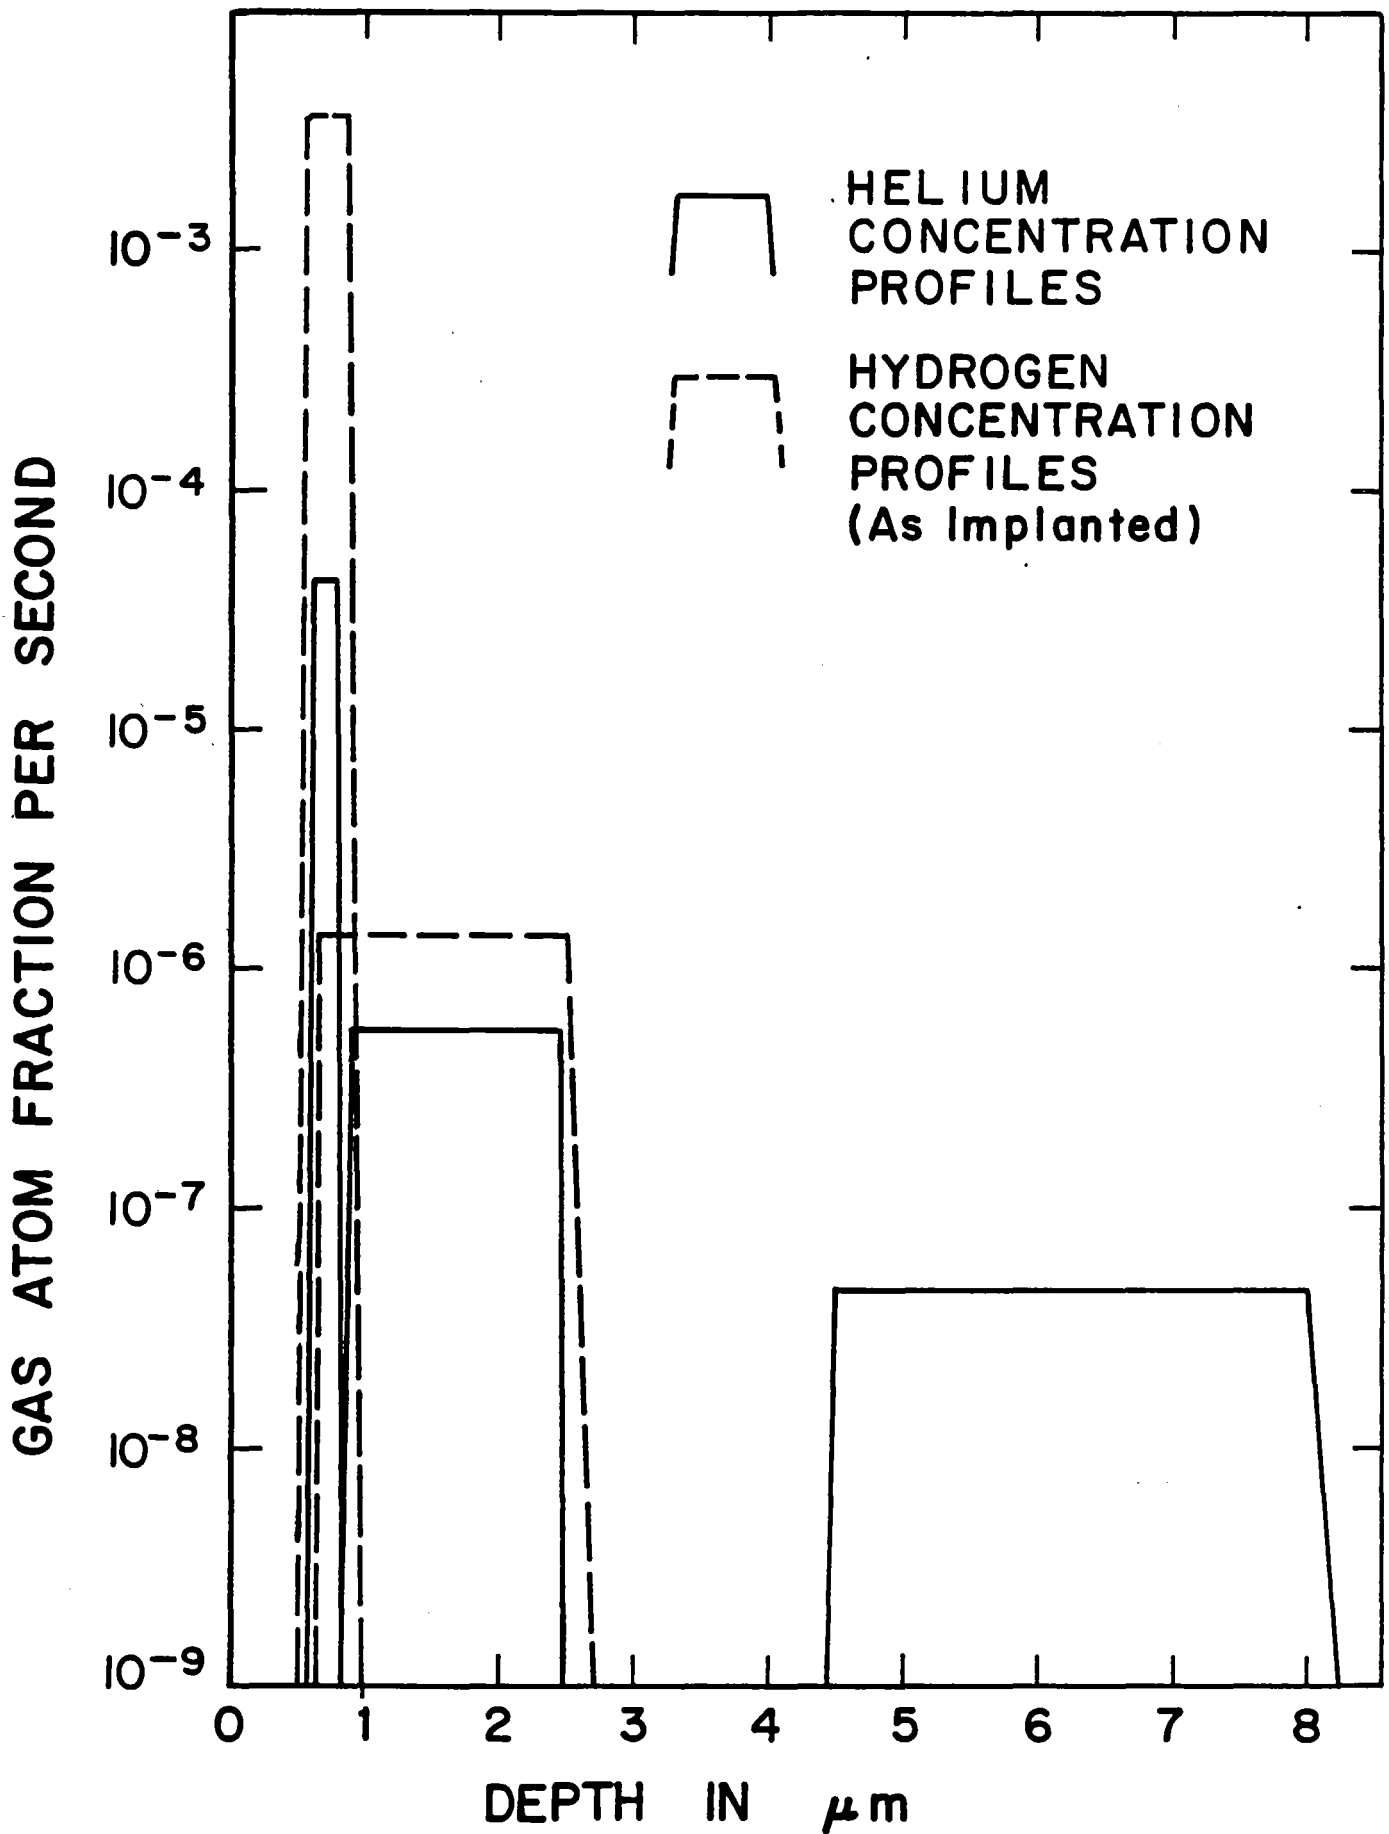 HELIUM
CONCENTRATION
PROFILES
HYDROGEN
CONCENTRATION
PROFILES
(As Implanted)
GAS ATOM FRACTION PER SECOND
10-3
10-4
10-5
10-6
10-7
10-8
10-9
0 1 2 3 4 5 6 7 8
DEPTH IN μm